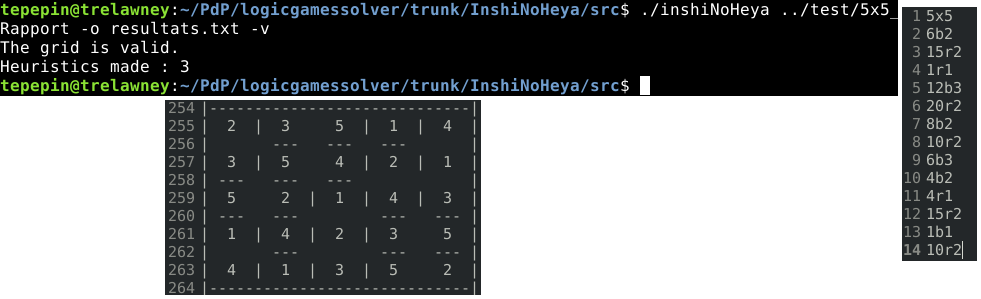 tepepin@trelawney:~/PdP/logicgamessolver/trunk/InshiNoHeya/src$ ./inshiNoHeya ../test/5x5_
Rapport -o resultats.txt -v
The grid is valid.
Heuristics made : 3
tepepin@trelawney:~/PdP/logicgamessolver/trunk/InshiNoHeya/src$
254 |-----------------------------|
255 |  2  |  3     5  |  1  |  4  |
256 |       ---   ---   ---       |
257 |  3  |  5     4  |  2  |  1  |
258 | ---   ---   ---             |
259 |  5     2  |  1  |  4  |  3  |
260 | ---   ---         ---   --- |
261 |  1  |  4  |  2  |  3     5  |
262 |       ---         ---   --- |
263 |  4  |  1  |  3  |  5     2  |
264 |-----------------------------|
1 5x5
2 6b2
3 15r2
4 1r1
5 12b3
6 20r2
7 8b2
8 10r2
9 6b3
10 4b2
11 4r1
12 15r2
13 1b1
14 10r2